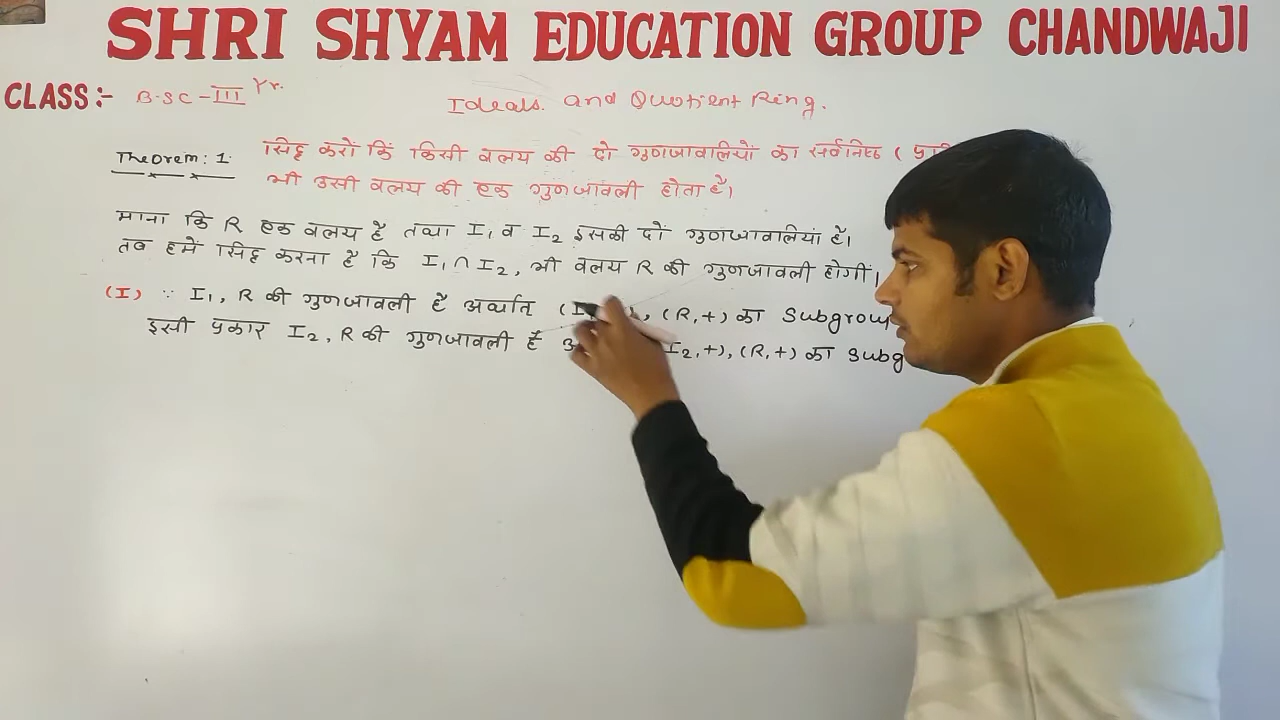 SHRI SHYAM EDUCATION GROUP CHANDWAJI
CLASS:- B.SC-III Yr.
Ideals. and Quotient Ring.
Theorem: 1. सिद्ध करों किं किसी वलय की दो गुणजावलियों का सर्वनिष्ठ (
भी उसी वलय की एक गुणजावली होता है।
माना कि R एक वलय है तथा I₁ व I₂ इसकी दो गुणजावलियां है।
तब हमें सिद्ध करना है कि I₁ ∩ I₂, भी वलय R की गुणजावली होगी।
(I) ∵ I₁, R की गुणजावली है अर्थात् (I , (R,+) का Subgrou
इसी प्रकार I₂, R की गुणजावली है I₂,+), (R,+) का Subg